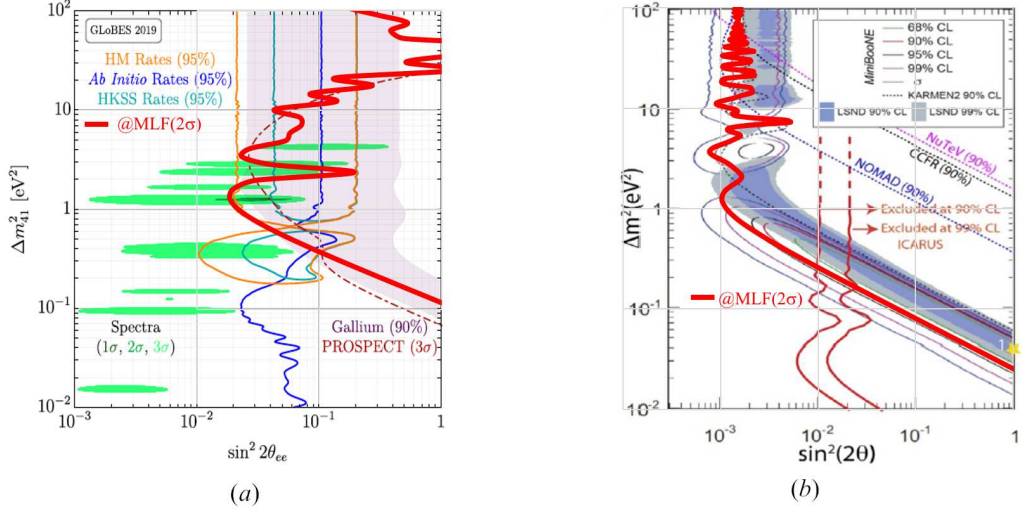 GLoBES 2019
HM Rates (95%)
Ab Initio Rates (95%)
HKSS Rates (95%)
@MLF(2σ)
Spectra
(1σ, 2σ, 3σ)
Gallium (90%)
PROSPECT (3σ)
Δm²₄₁ [eV²]
10²
10
1
10⁻¹
10⁻²
10⁻³
10⁻²
10⁻¹
1
sin² 2θₑₑ
(a)
MiniBooNE
68% CL
90% CL
95% CL
99% CL
σ
KARMEN2 90% CL
LSND 90% CL
LSND 99% CL
NuTeV (90%)
CCFR (90%)
NOMAD (90%)
Excluded at 90% CL
Excluded at 99% CL
ICARUS
@MLF(2σ)
1
Δm²(eV²)
10²
10
1
10⁻¹
10⁻²
10⁻³
10⁻²
10⁻¹
1
sin²(2θ)
(b)